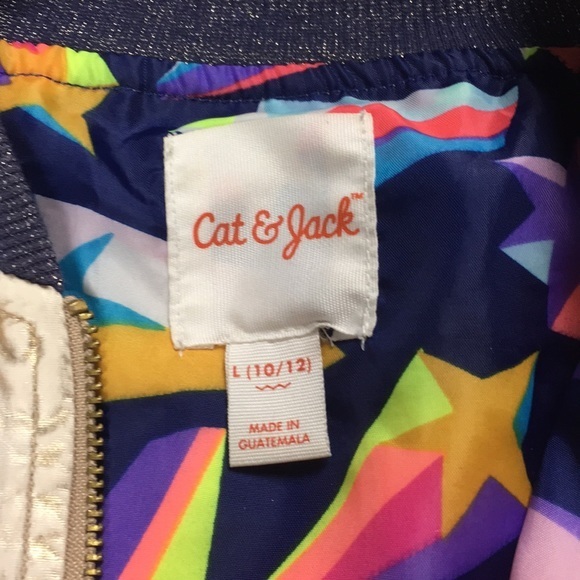 Cat & Jack™
L (10/12)
MADE IN
GUATEMALA